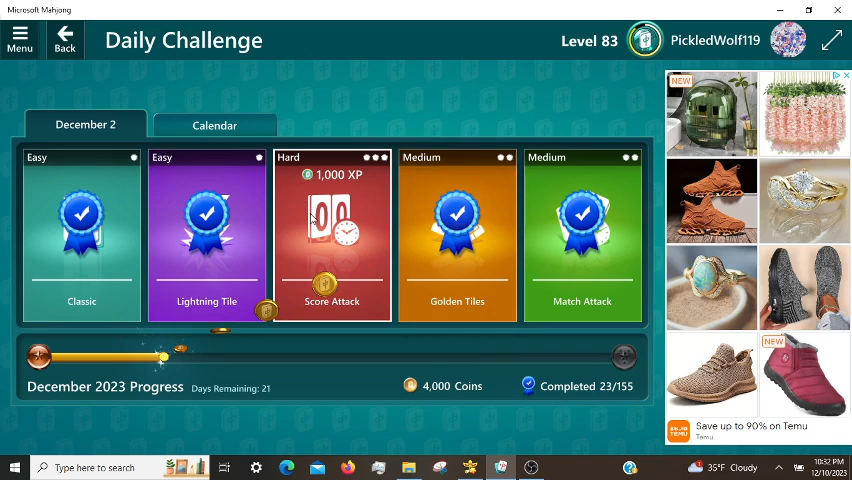 Microsoft Mahjong
Menu
Back
Daily Challenge
Level 83
PickledWolf119
December 2
Calendar
Easy
Classic
Easy
Lightning Tile
Hard
1,000 XP
00
Score Attack
Medium
Golden Tiles
Medium
Match Attack
December 2023 Progress
Days Remaining: 21
4,000 Coins
Completed 23/155
NEW
NEW
TEMU
Save up to 90% on Temu
Temu
Type here to search
35°F Cloudy
10:32 PM
12/10/2023